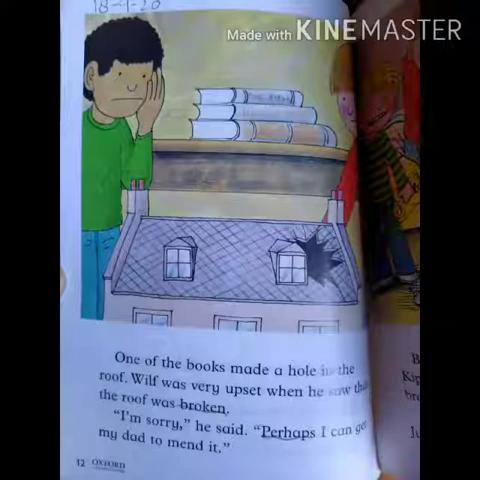 18-1-20
Made with KINEMASTER
One of the books made a hole in the
roof. Wilf was very upset when he saw that
the roof was broken.
"I'm sorry," he said. "Perhaps I can get
my dad to mend it."
12 OXFORD
B
Kip
bre